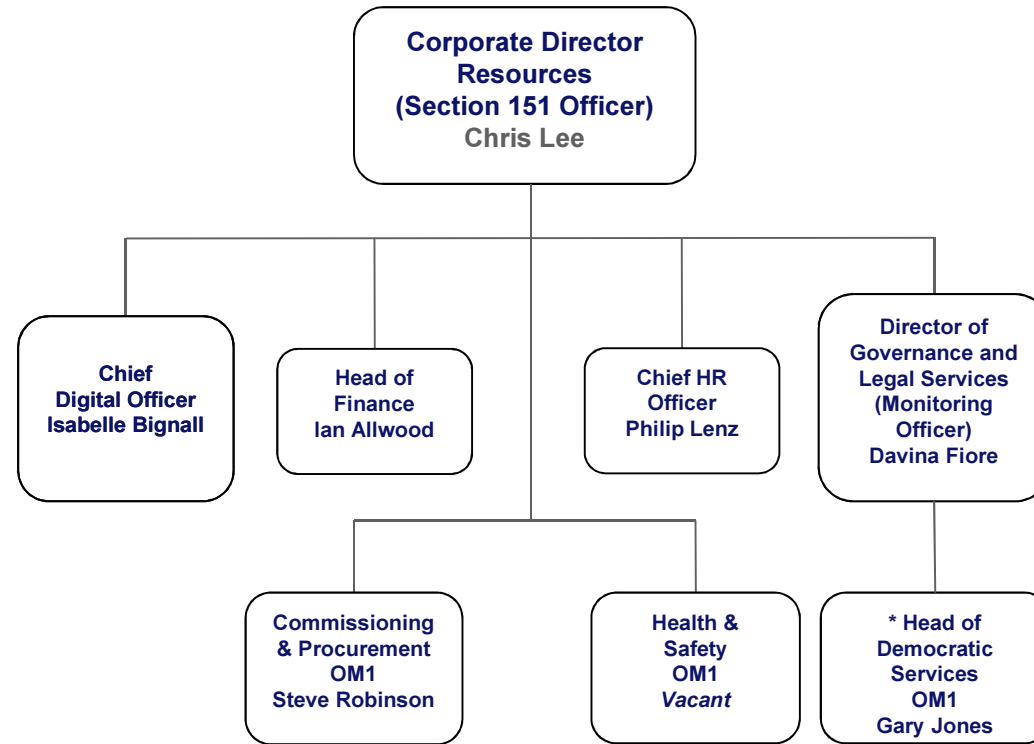 Corporate Director
Resources
(Section 151 Officer)
Chris Lee
Chief
Digital Officer
Isabelle Bignall
Head of
Finance
Ian Allwood
Chief HR
Officer
Philip Lenz
Director of
Governance and
Legal Services
(Monitoring
Officer)
Davina Fiore
Commissioning
& Procurement
OM1
Steve Robinson
Health &
Safety
OM1
Vacant
* Head of
Democratic
Services
OM1
Gary Jones